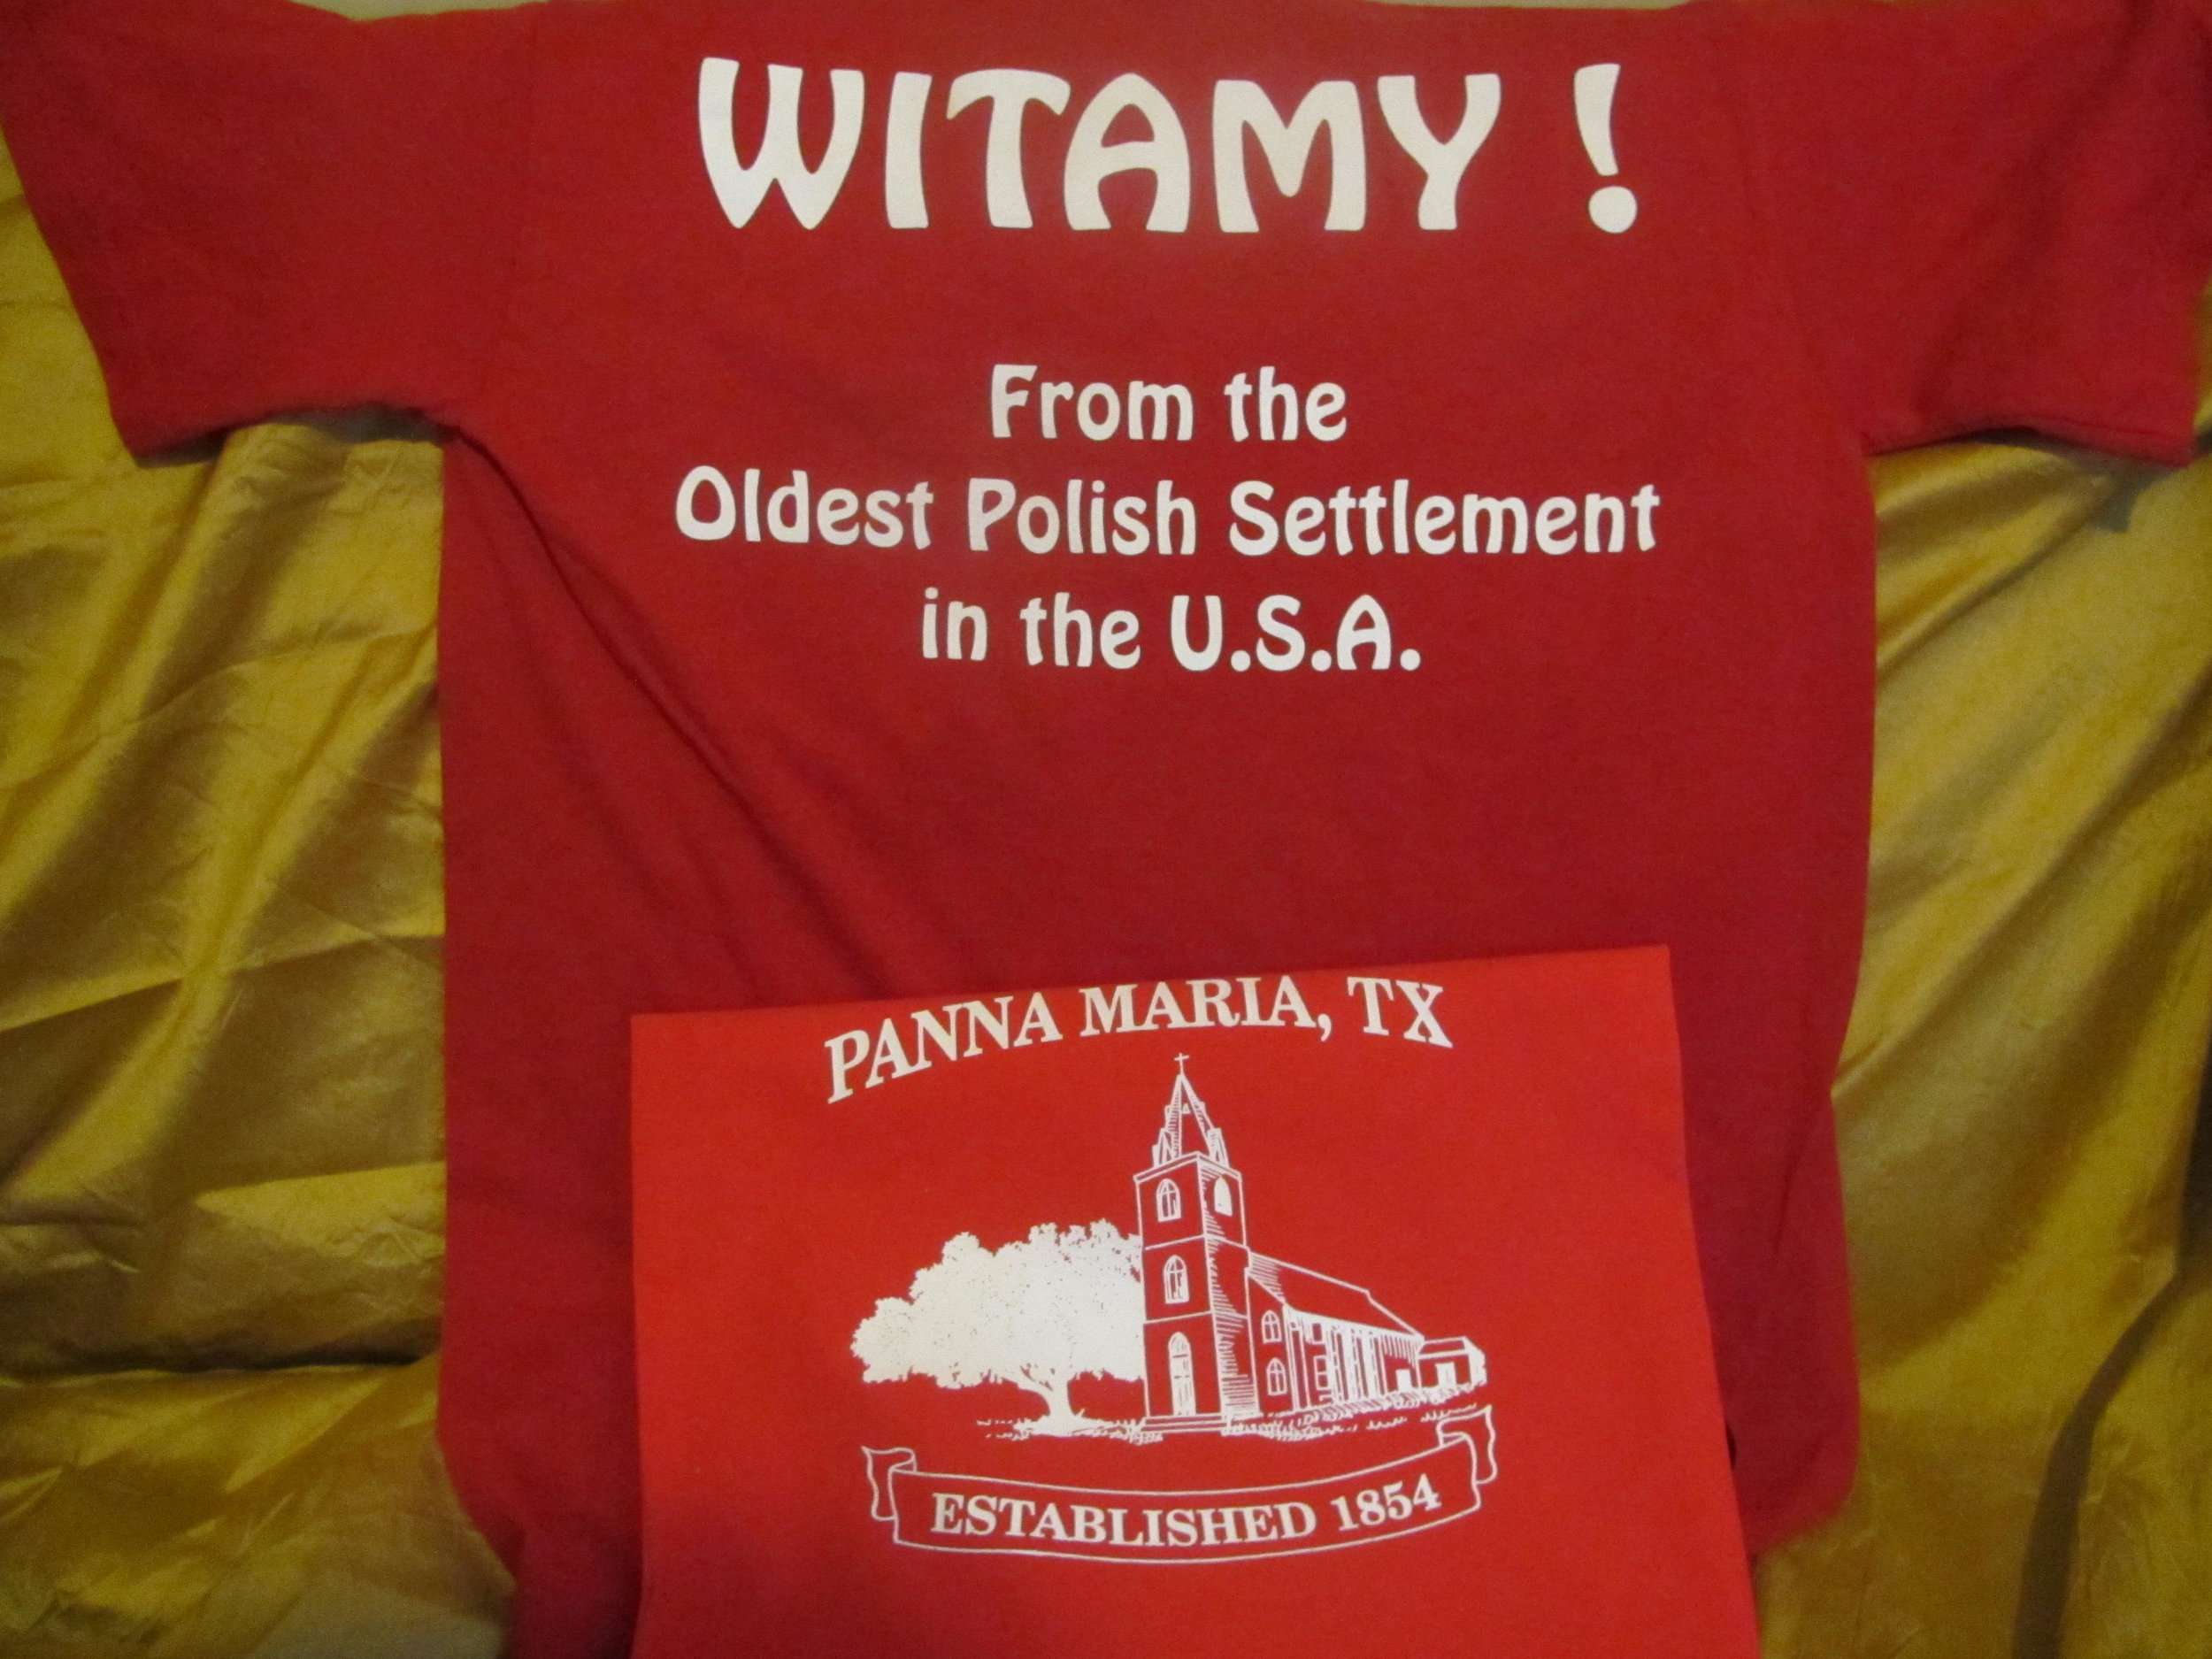 WITAMY !
From the
Oldest Polish Settlement
in the U.S.A.
PANNA MARIA, TX
ESTABLISHED 1854